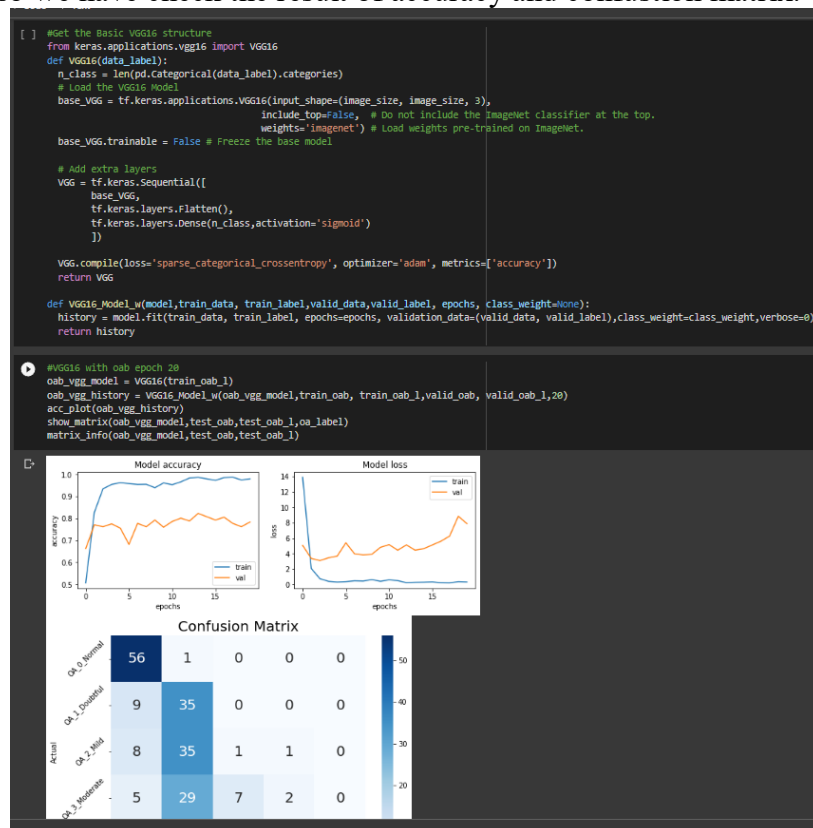 [ ] #Get the Basic VGG16 structure
from keras.applications.vgg16 import VGG16
def VGG16(data_label):
n_class = len(pd.Categorical(data_label).categories)
# Load the VGG16 Model
base_VGG = tf.keras.applications.VGG16(input_shape=(image_size, image_size, 3),
include_top=False, # Do not include the ImageNet classifier at the top.
weights='imagenet') # Load weights pre-trained on ImageNet.
base_VGG.trainable = False # Freeze the base model
# Add extra layers
VGG = tf.keras.Sequential([
base_VGG,
tf.keras.layers.Flatten(),
tf.keras.layers.Dense(n_class,activation='sigmoid')
])
VGG.compile(loss='sparse_categorical_crossentropy', optimizer='adam', metrics=['accuracy'])
return VGG
def VGG16_Model_w(model,train_data, train_label,valid_data,valid_label, epochs, class_weight=None):
history = model.fit(train_data, train_label, epochs=epochs, validation_data=(valid_data, valid_label),class_weight=class_weight,verbose=0)
return history
#VGG16 with oab epoch 20
oab_vgg_model = VGG16(train_oab_l)
oab_vgg_history = VGG16_Model_w(oab_vgg_model,train_oab, train_oab_l,valid_oab, valid_oab_l,20)
acc_plot(oab_vgg_history)
show_matrix(oab_vgg_model,test_oab,test_oab_l,oa_label)
matrix_info(oab_vgg_model,test_oab,test_oab_l)
Model accuracy
1.0
0.9
0.8
0.7
0.6
0.5
accuracy
train
val
0 5 10 15
epochs
Model loss
14
12
10
8
6
4
2
0
loss
train
val
0 5 10 15
epochs
Confusion Matrix
Actual
OA_0_Normal 56 1 0 0 0
OA_1_Doubtful 9 35 0 0 0
OA_2_Mild 8 35 1 1 0
OA_3_Moderate 5 29 7 2 0
50
40
30
20